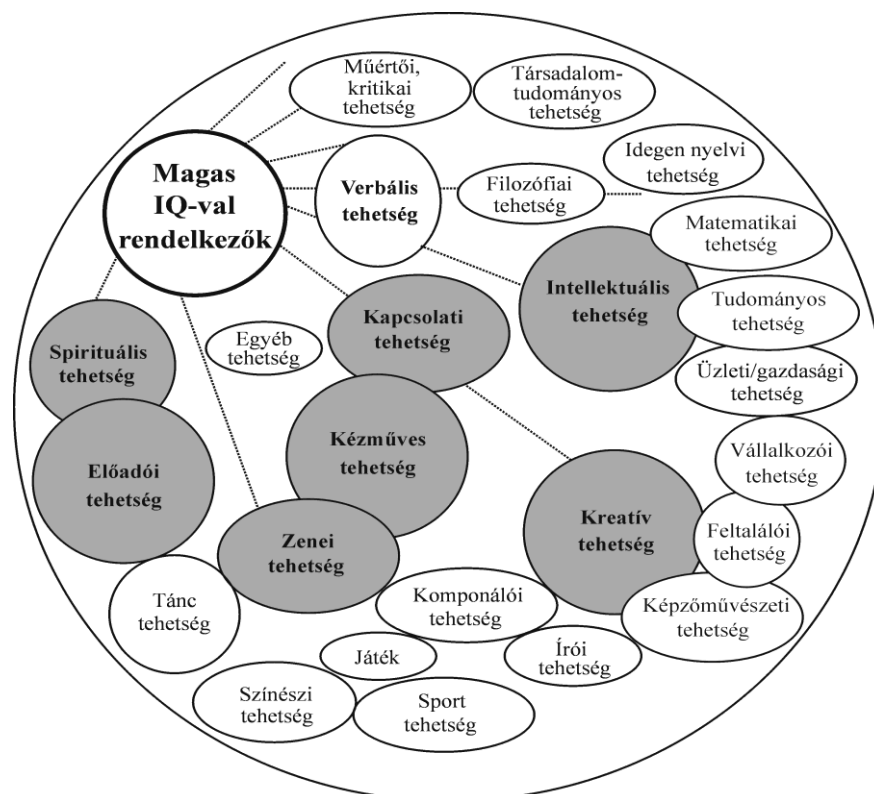 Műértői,
kritikai
tehetség
Társadalom-
tudományos
tehetség
Idegen nyelvi
tehetség
Magas
IQ-val
rendelkezők
Verbális
tehetség
Filozófiai
tehetség
Matematikai
tehetség
Intellektuális
tehetség
Tudományos
tehetség
Kapcsolati
tehetség
Egyéb
tehetség
Spirituális
tehetség
Üzleti/gazdasági
tehetség
Kézműves
tehetség
Vállalkozói
tehetség
Előadói
tehetség
Kreatív
tehetség
Feltalálói
tehetség
Zenei
tehetség
Tánc
tehetség
Komponálói
tehetség
Képzőművészeti
tehetség
Játék
Írói
tehetség
Színészi
tehetség
Sport
tehetség